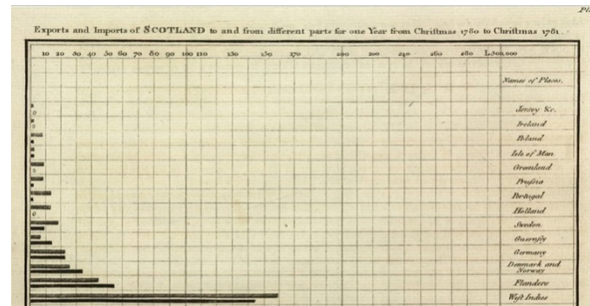 Pl
Exports and Imports of SCOTLAND to and from different parts for one Year from Christmas 1780 to Christmas 1781.
10 20 30 40 50 60 70 80 90 100 110 130 150 170 200 220 240 260 280 L300,000
Names of Places.
Jersey &c.
Ireland
Poland
Isle of Man
Greenland
Prussia
Portugal
Holland
Sweden
Guernsey
Germany
Denmark and
Norway
Flanders
West Indies